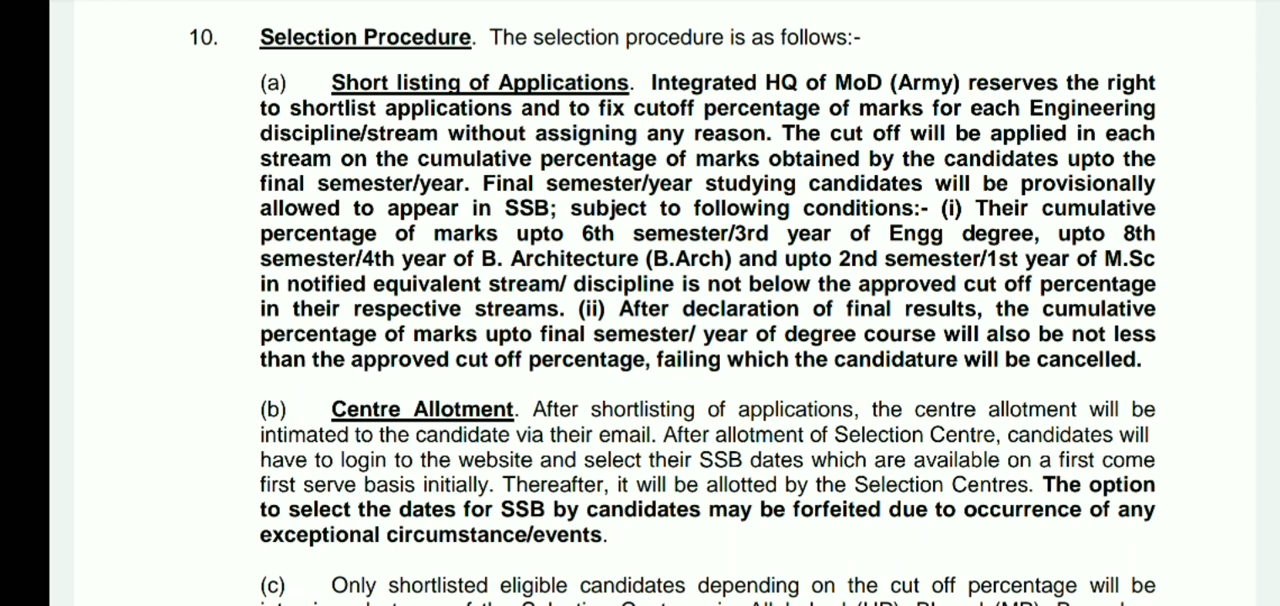 10. Selection Procedure. The selection procedure is as follows:-
(a) Short listing of Applications. Integrated HQ of MoD (Army) reserves the right
to shortlist applications and to fix cutoff percentage of marks for each Engineering
discipline/stream without assigning any reason. The cut off will be applied in each
stream on the cumulative percentage of marks obtained by the candidates upto the
final semester/year. Final semester/year studying candidates will be provisionally
allowed to appear in SSB; subject to following conditions:- (i) Their cumulative
percentage of marks upto 6th semester/3rd year of Engg degree, upto 8th
semester/4th year of B. Architecture (B.Arch) and upto 2nd semester/1st year of M.Sc
in notified equivalent stream/ discipline is not below the approved cut off percentage
in their respective streams. (ii) After declaration of final results, the cumulative
percentage of marks upto final semester/ year of degree course will also be not less
than the approved cut off percentage, failing which the candidature will be cancelled.
(b) Centre Allotment. After shortlisting of applications, the centre allotment will be
intimated to the candidate via their email. After allotment of Selection Centre, candidates will
have to login to the website and select their SSB dates which are available on a first come
first serve basis initially. Thereafter, it will be allotted by the Selection Centres. The option
to select the dates for SSB by candidates may be forfeited due to occurrence of any
exceptional circumstance/events.
(c) Only shortlisted eligible candidates depending on the cut off percentage will be